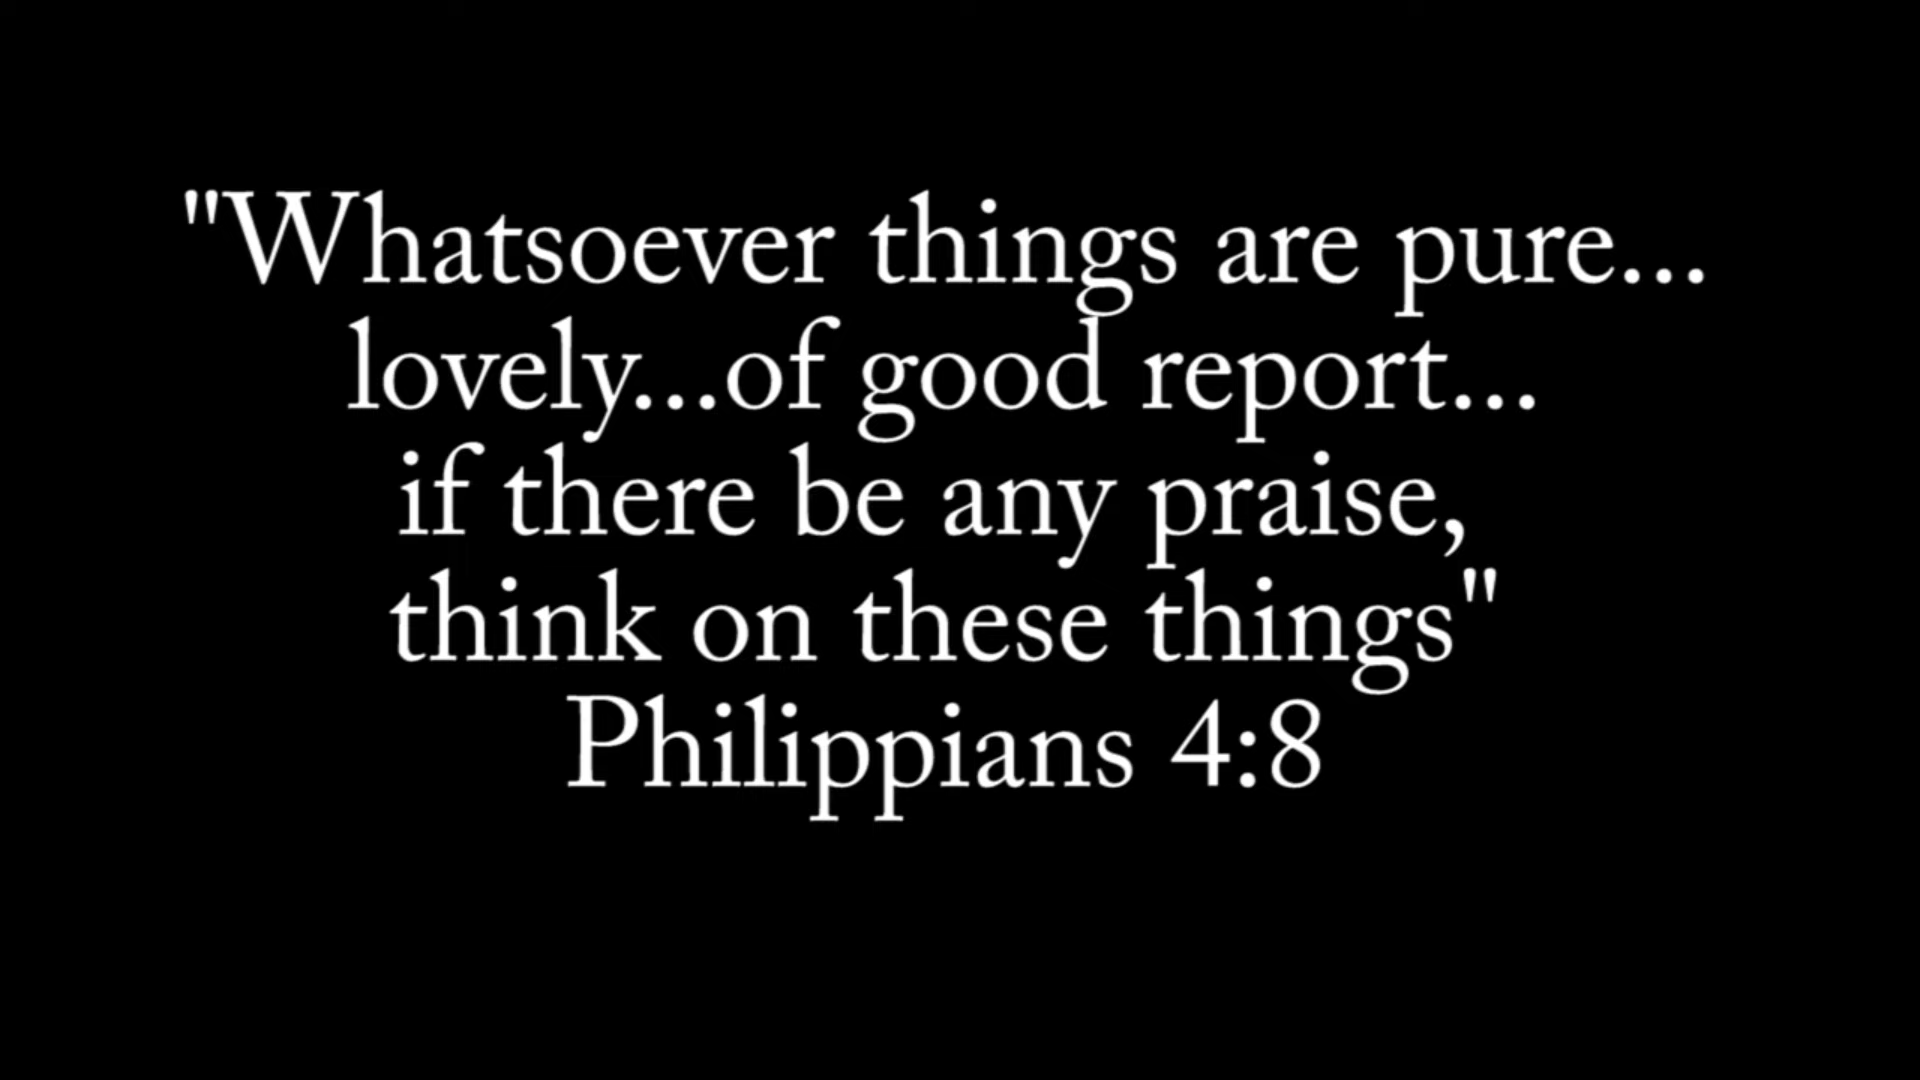 "Whatsoever things are pure...
lovely...of good report...
if there be any praise,
think on these things"
Philippians 4:8